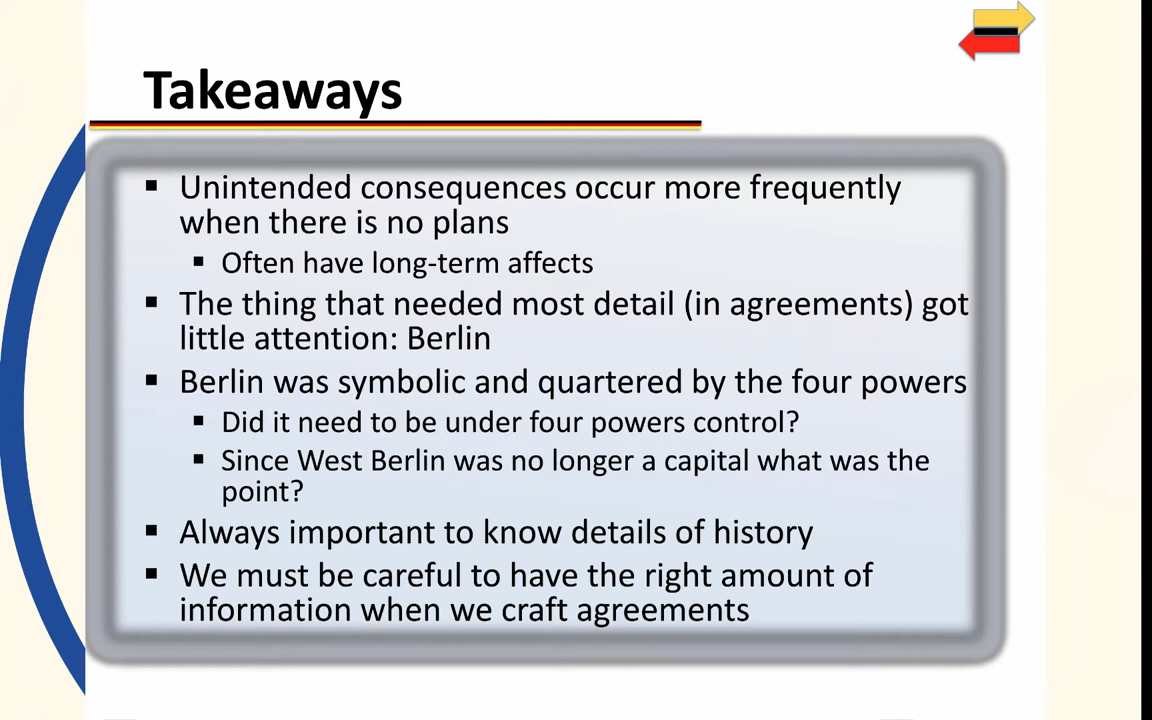 Takeaways
▪ Unintended consequences occur more frequently
when there is no plans
▪ Often have long-term affects
▪ The thing that needed most detail (in agreements) got
little attention: Berlin
▪ Berlin was symbolic and quartered by the four powers
▪ Did it need to be under four powers control?
▪ Since West Berlin was no longer a capital what was the
point?
▪ Always important to know details of history
▪ We must be careful to have the right amount of
information when we craft agreements